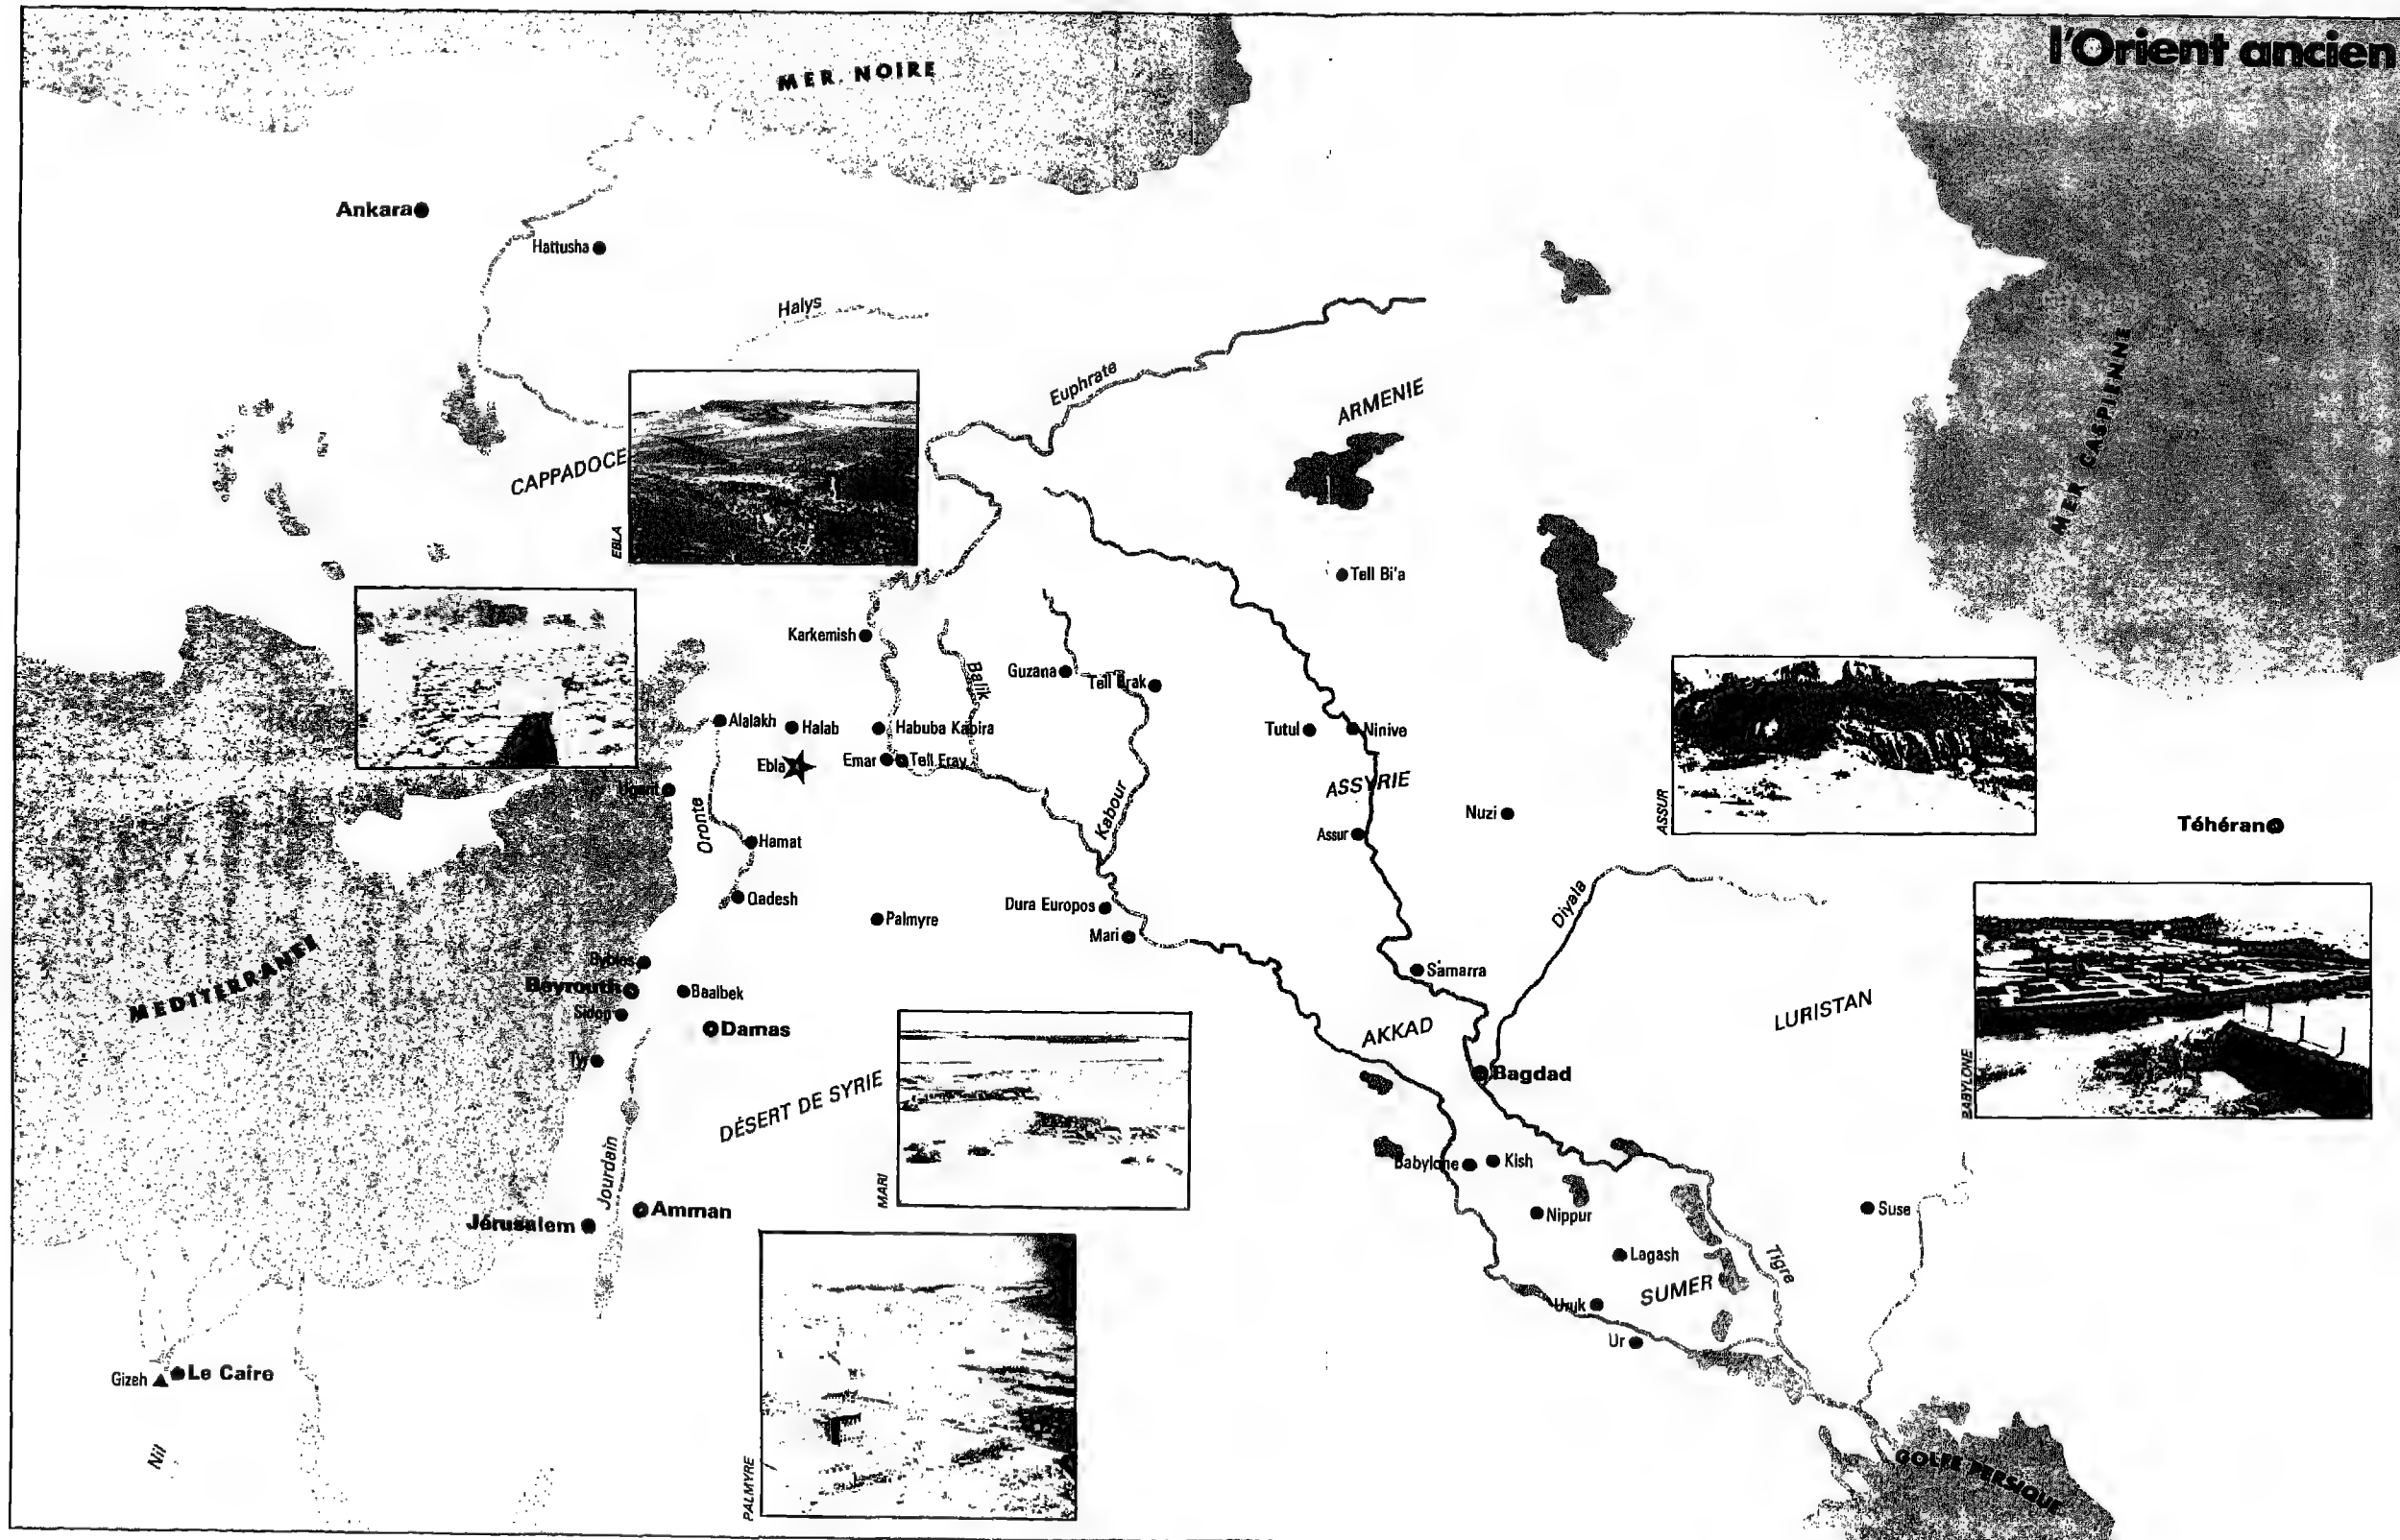 l'Orient ancien
MER NOIRE
Ankara
Hattusha
Halys
Euphrate
ARMENIE
MER CASPIENNE
CAPPADOCE
EBLA
Tell Bi'a
Karkemish
Balik
Guzana
Tell Brak
Alalakh
Halab
Habuba Kabira
Tutul
Ninive
Ebla
Emar
Tell Fray
ASSYRIE
Ugarit
Oronte
Kabour
Nuzi
ASSUR
Assur
Téhéran
Hamat
Qadesh
Palmyre
Dura Europos
Mari
Diyala
MEDITERRANEE
Byblos
Beyrouth
Baalbek
Samarra
Sidon
Damas
AKKAD
LURISTAN
Tyr
Bagdad
BABYLONE
DÉSERT DE SYRIE
Jourdain
MARI
Babylone
Kish
Jérusalem
Amman
Nippur
Suse
Lagash
Tigre
SUMER
Uruk
Ur
Gizeh
Le Caire
Nil
PALMYRE
GOLFE PERSIQUE